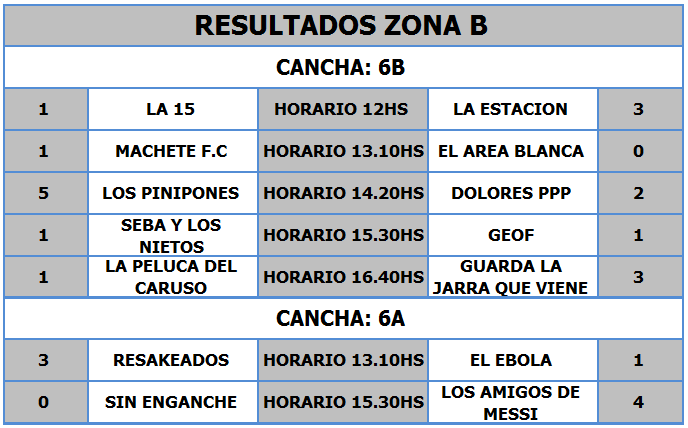 RESULTADOS ZONA B
CANCHA: 6B
1 LA 15 HORARIO 12HS LA ESTACION 3
1 MACHETE F.C HORARIO 13.10HS EL AREA BLANCA 0
5 LOS PINIPONES HORARIO 14.20HS DOLORES PPP 2
1 SEBA Y LOS NIETOS HORARIO 15.30HS GEOF 1
1 LA PELUCA DEL CARUSO HORARIO 16.40HS GUARDA LA JARRA QUE VIENE 3
CANCHA: 6A
3 RESAKEADOS HORARIO 13.10HS EL EBOLA 1
0 SIN ENGANCHE HORARIO 15.30HS LOS AMIGOS DE MESSI 4